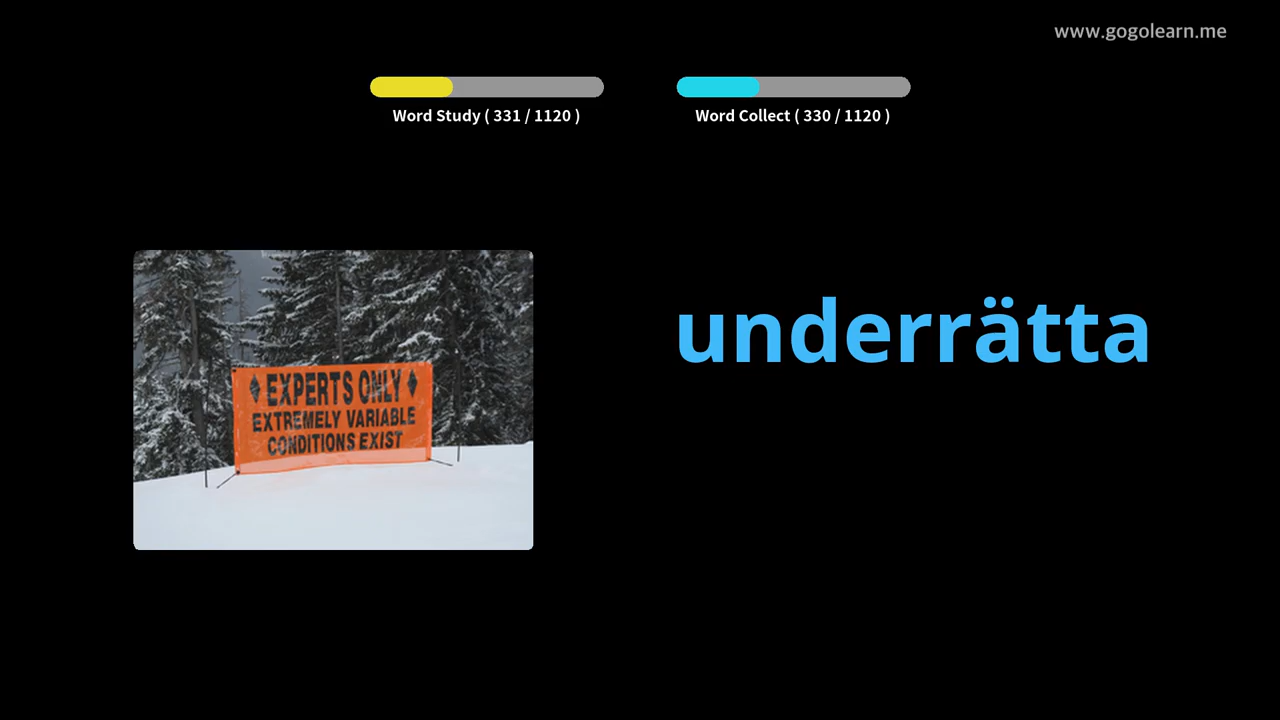 www.gogolearn.me
Word Study ( 331 / 1120 )
Word Collect ( 330 / 1120 )
EXPERTS ONLY
EXTREMELY VARIABLE
CONDITIONS EXIST
underrätta